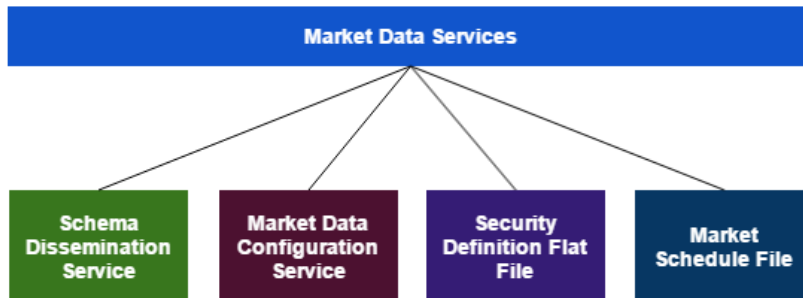 Market Data Services
Schema
Dissemination
Service
Market Data
Configuration
Service
Security
Definition Flat
File
Market
Schedule File